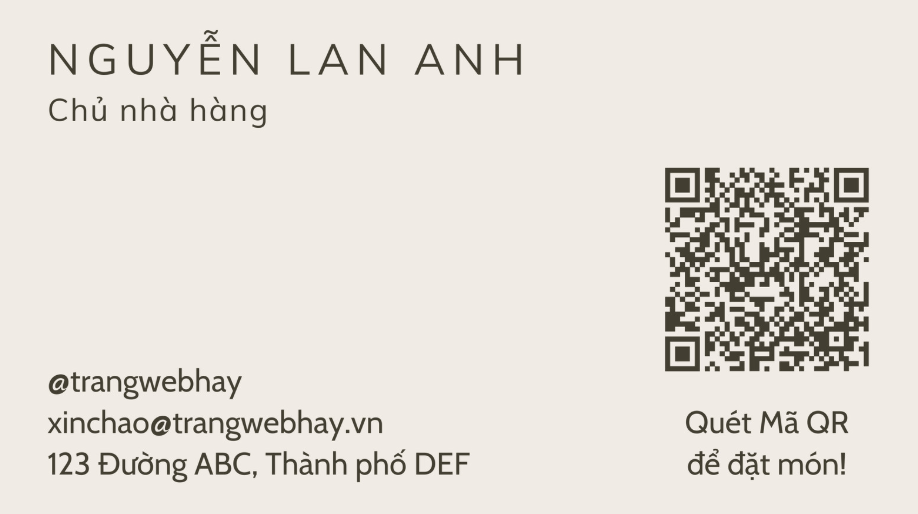 NGUYỄN LAN ANH
Chủ nhà hàng
@trangwebhay
xinchao@trangwebhay.vn
123 Đường ABC, Thành phố DEF
Quét Mã QR
để đặt món!